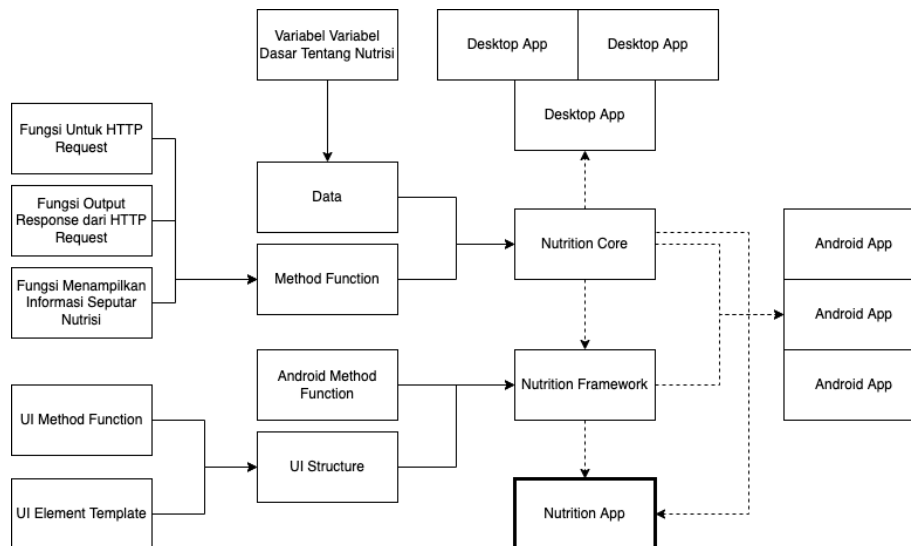 Variabel Variabel
Dasar Tentang Nutrisi
Desktop App
Desktop App
Desktop App
Fungsi Untuk HTTP
Request
Fungsi Output
Response dari HTTP
Request
Fungsi Menampilkan
Informasi Seputar
Nutrisi
Data
Method Function
Nutrition Core
Android App
Android App
Android App
Android Method
Function
Nutrition Framework
UI Method Function
UI Structure
UI Element Template
Nutrition App